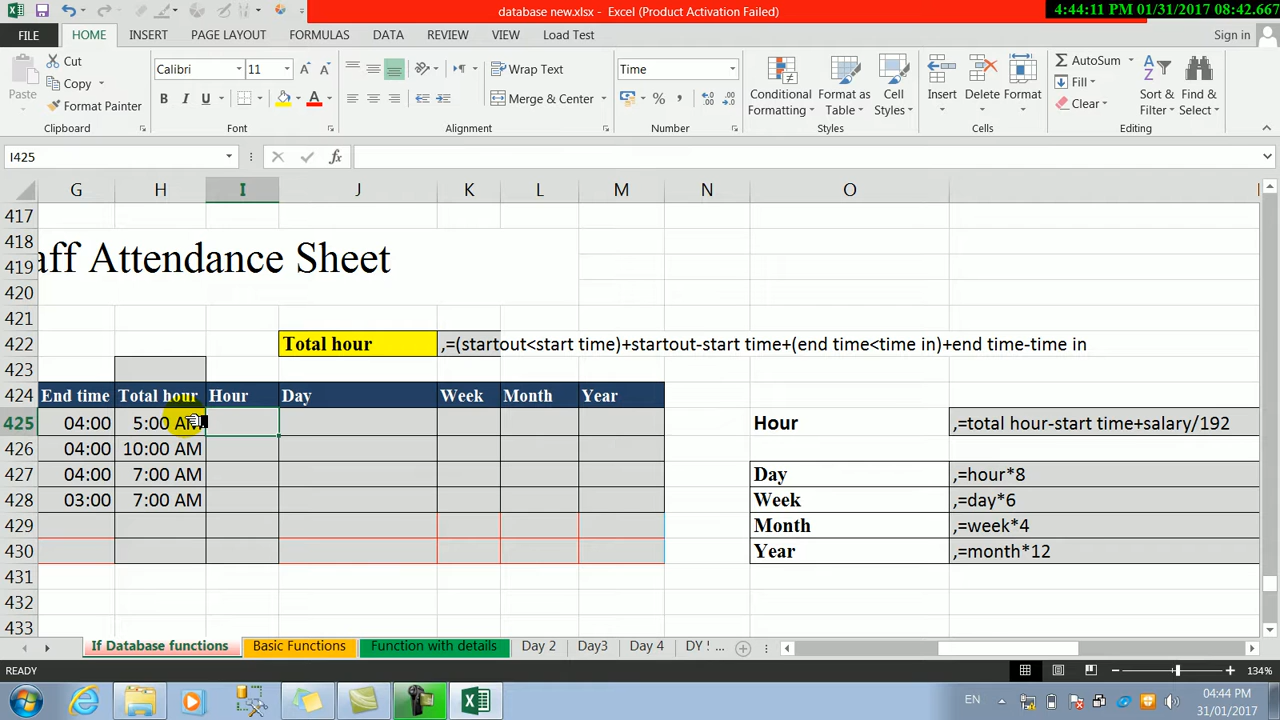 database new.xlsx - Excel (Product Activation Failed)
4:44:11 PM 01/31/2017 08:42.667
FILE HOME INSERT PAGE LAYOUT FORMULAS DATA REVIEW VIEW Load Test Sign in
Paste Cut Copy Format Painter Clipboard
Calibri 11 B I U A Font
Wrap Text Merge & Center Alignment
Time % , Number
Conditional Formatting Format as Table Cell Styles Styles
Insert Delete Format Cells
AutoSum Fill Clear Sort & Filter Find & Select Editing
I425 fx
G H I J K L M N O
417
418
419 aff Attendance Sheet
420
421
422 Total hour ,=(startout<start time)+startout-start time+(end time<time in)+end time-time in
423
424 End time Total hour Hour Day Week Month Year
425 04:00 5:00 AM Hour ,=total hour-start time+salary/192
426 04:00 10:00 AM
427 04:00 7:00 AM Day ,=hour*8
428 03:00 7:00 AM Week ,=day*6
429 Month ,=week*4
430 Year ,=month*12
431
432
433
If Database functions Basic Functions Function with details Day 2 Day3 Day 4
READY 134%
EN 04:44 PM
31/01/2017